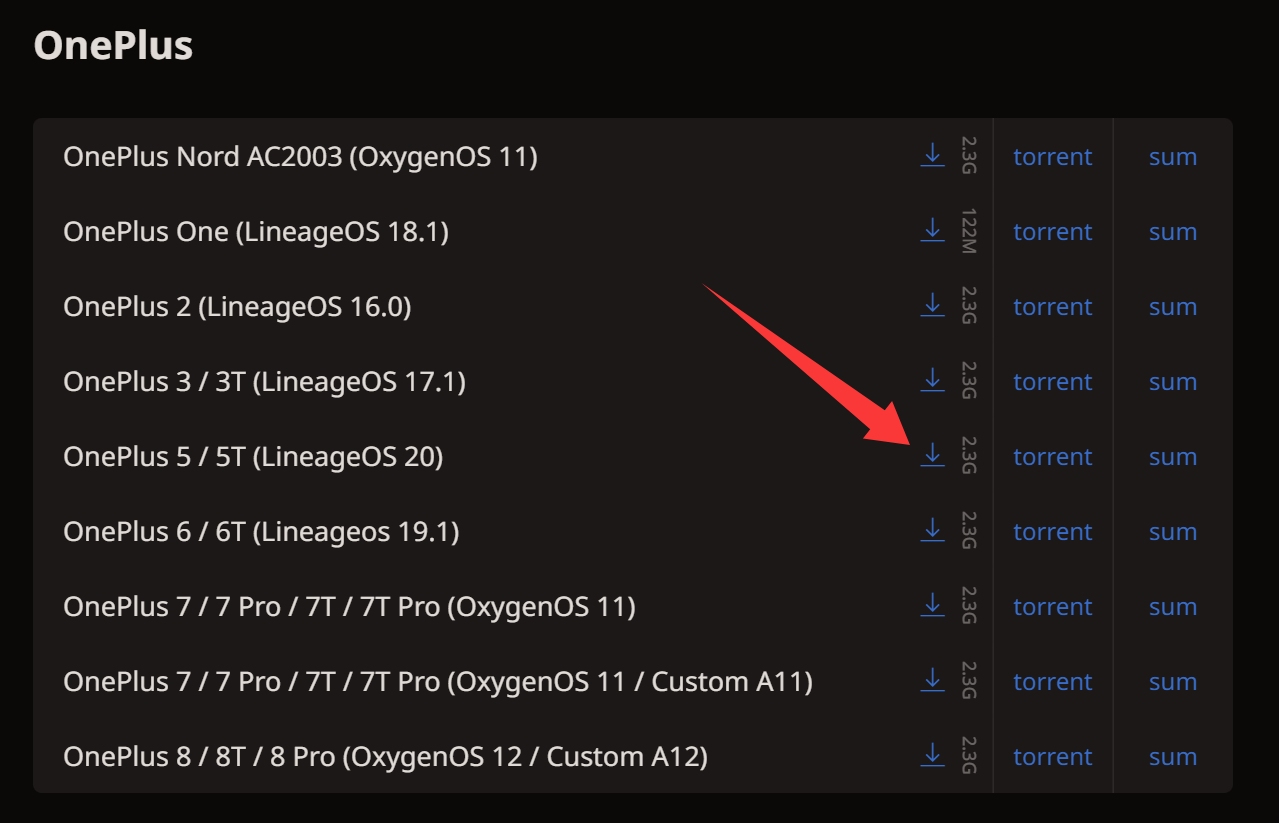 OnePlus
OnePlus Nord AC2003 (OxygenOS 11) 2.3G torrent sum
OnePlus One (LineageOS 18.1) 122M torrent sum
OnePlus 2 (LineageOS 16.0) 2.3G torrent sum
OnePlus 3 / 3T (LineageOS 17.1) 2.3G torrent sum
OnePlus 5 / 5T (LineageOS 20) 2.3G torrent sum
OnePlus 6 / 6T (Lineageos 19.1) 2.3G torrent sum
OnePlus 7 / 7 Pro / 7T / 7T Pro (OxygenOS 11) 2.3G torrent sum
OnePlus 7 / 7 Pro / 7T / 7T Pro (OxygenOS 11 / Custom A11) 2.3G torrent sum
OnePlus 8 / 8T / 8 Pro (OxygenOS 12 / Custom A12) 2.3G torrent sum